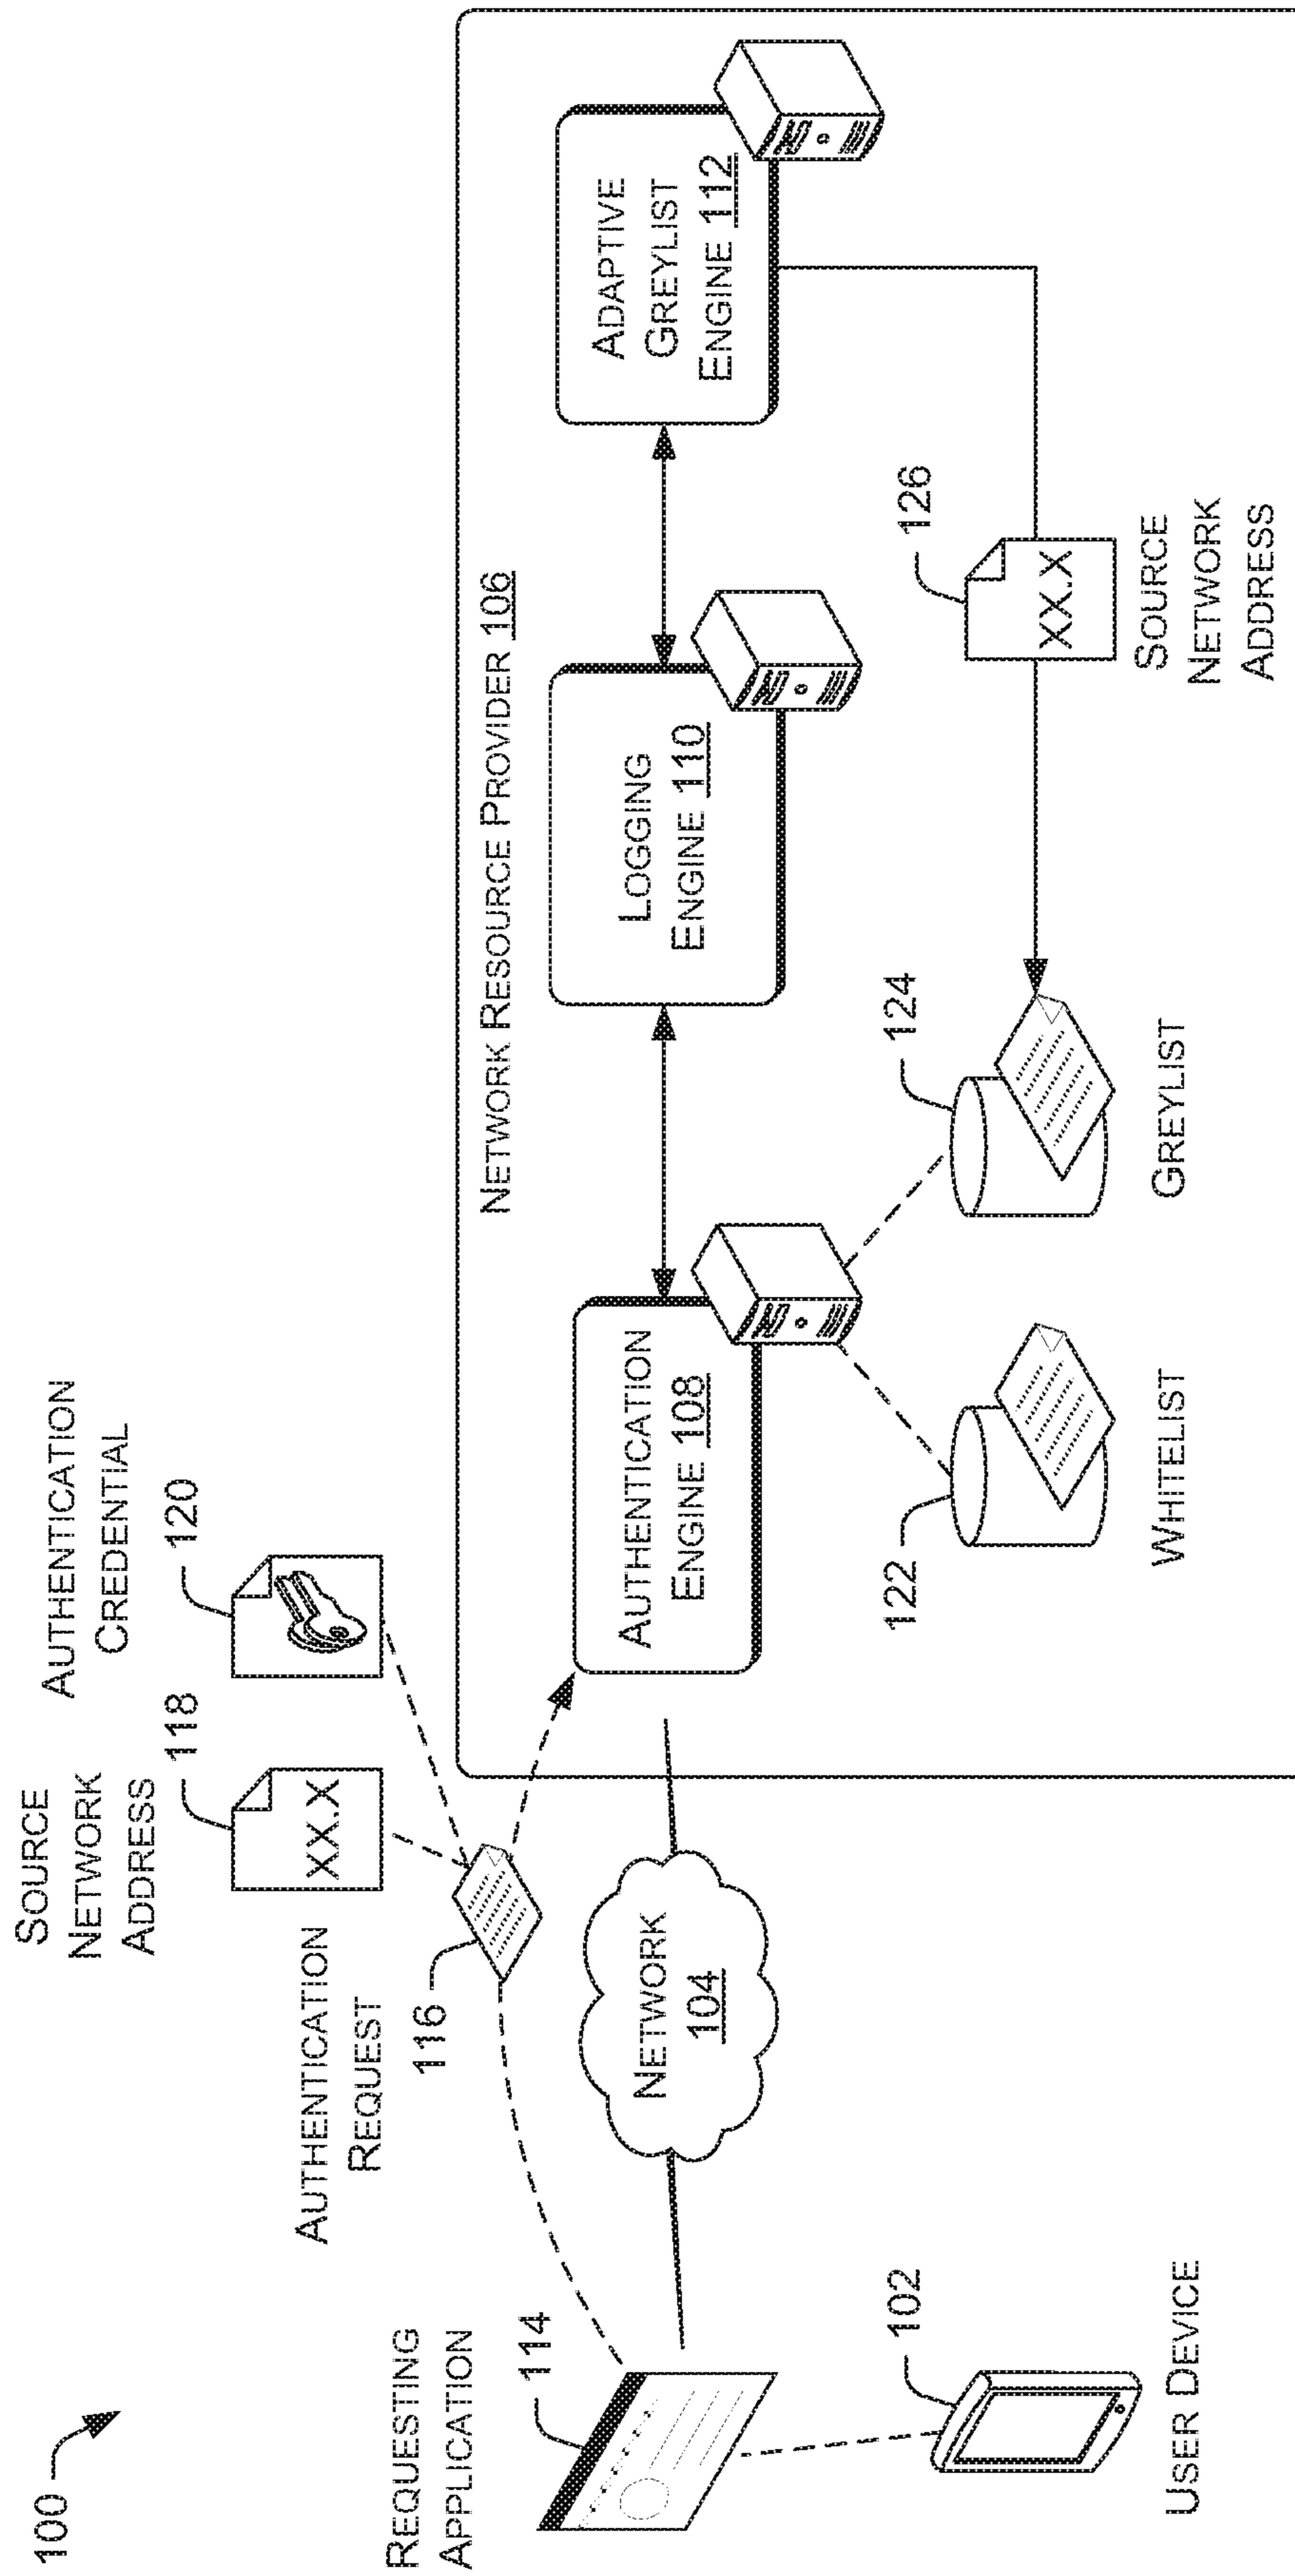 100
SOURCE
NETWORK
ADDRESS
118
AUTHENTICATION
CREDENTIAL
120
AUTHENTICATION
REQUEST
116
REQUESTING
APPLICATION
114
NETWORK
104
102
USER DEVICE
NETWORK RESOURCE PROVIDER 106
AUTHENTICATION
ENGINE 108
LOGGING
ENGINE 110
ADAPTIVE
GREYLIST
ENGINE 112
122
WHITELIST
124
GREYLIST
126
XX.X
SOURCE
NETWORK
ADDRESS
XX.X